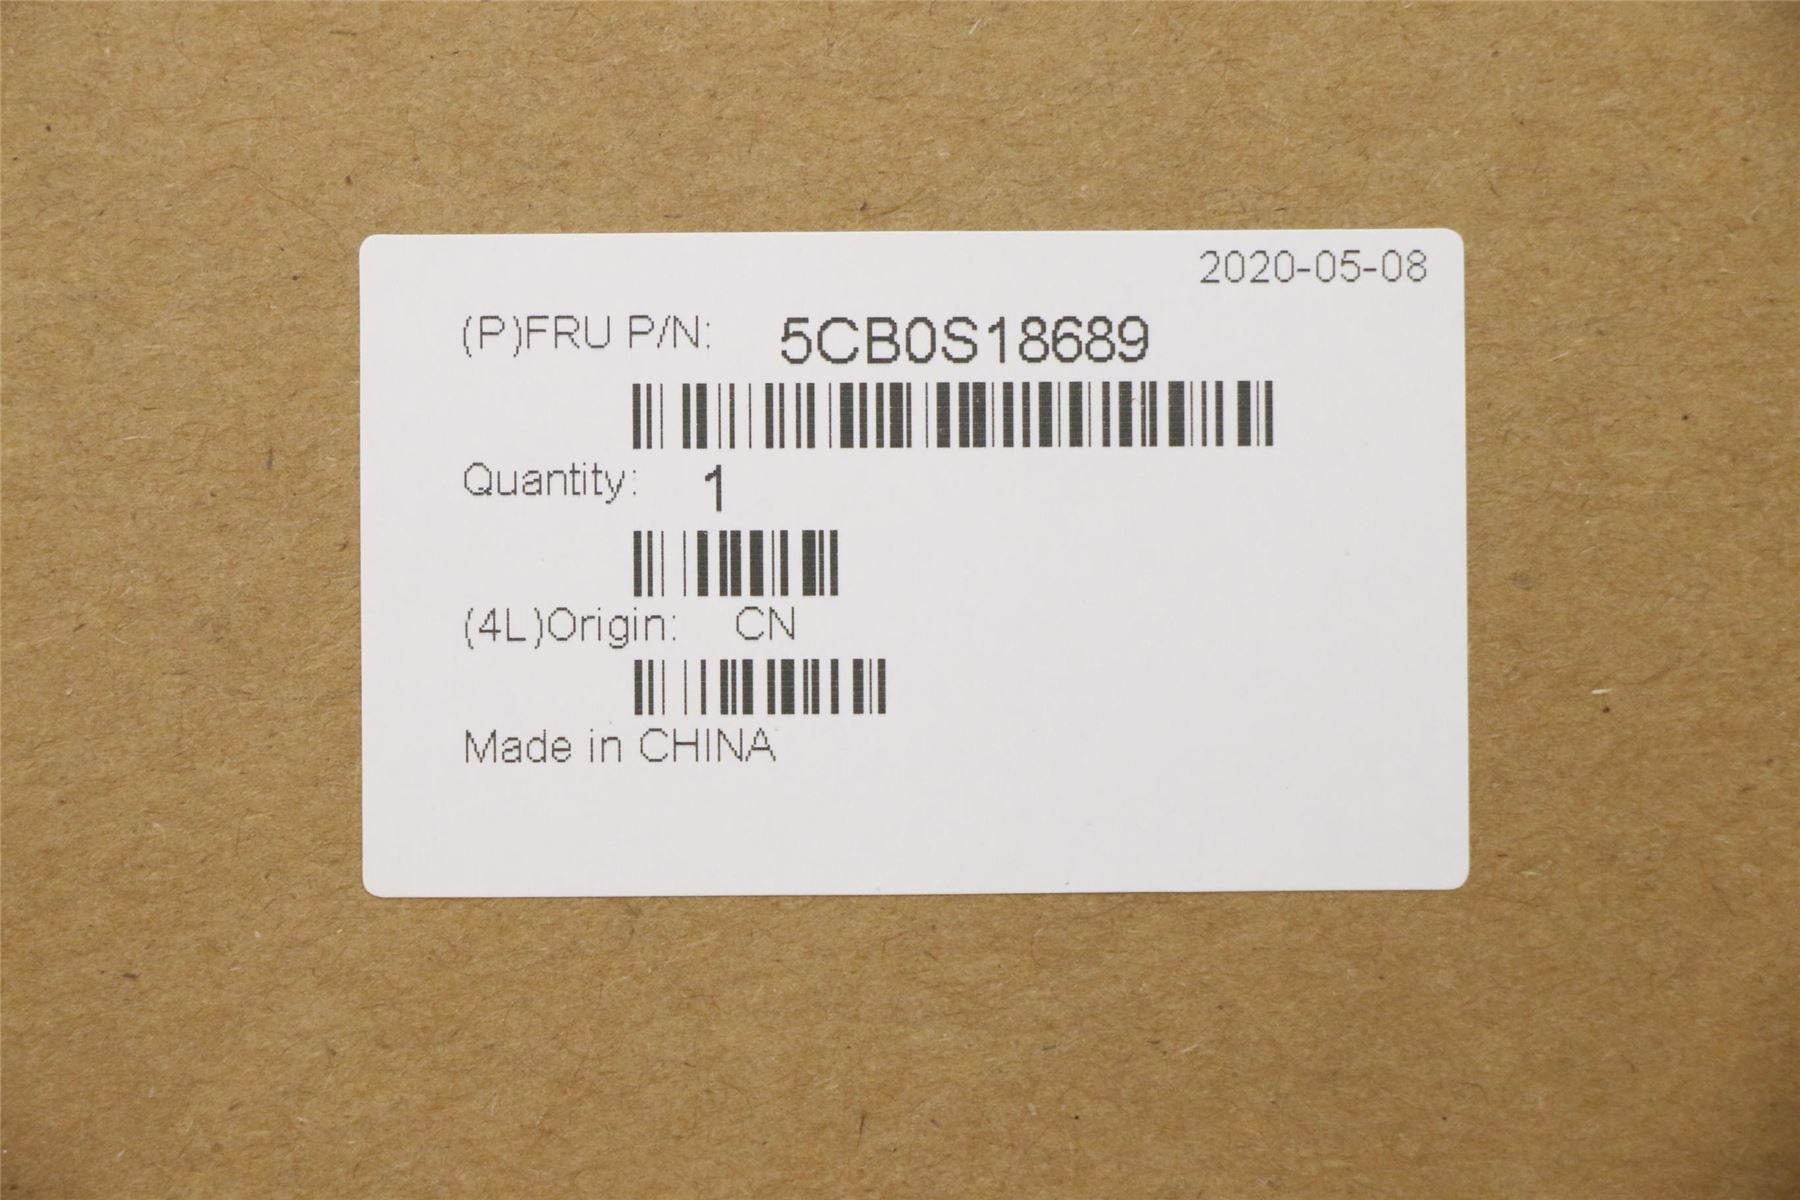 2020-05-08
(P)FRU P/N: 5CB0S18689
Quantity: 1
(4L)Origin: CN
Made in CHINA